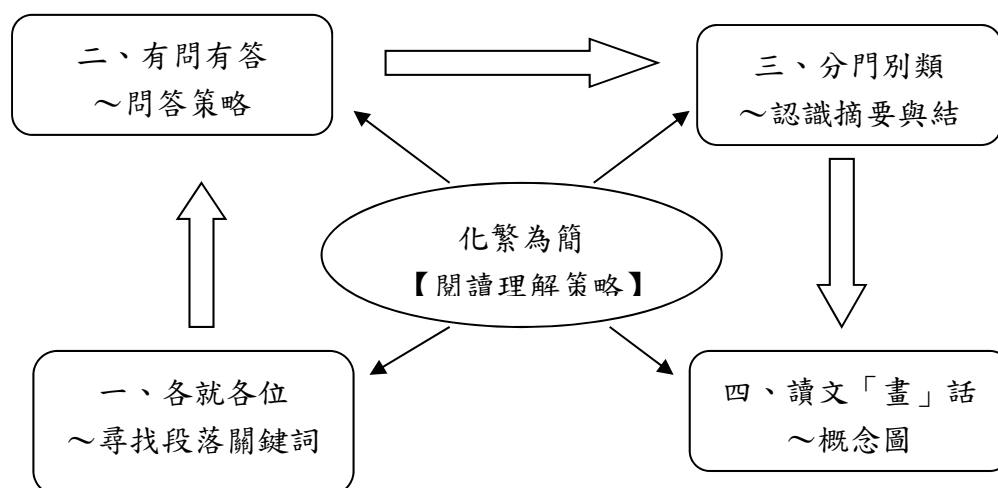 二、有問有答
～問答策略
三、分門別類
～認識摘要與結
化繁為簡
【閱讀理解策略】
一、各就各位
～尋找段落關鍵詞
四、讀文「畫」話
～概念圖